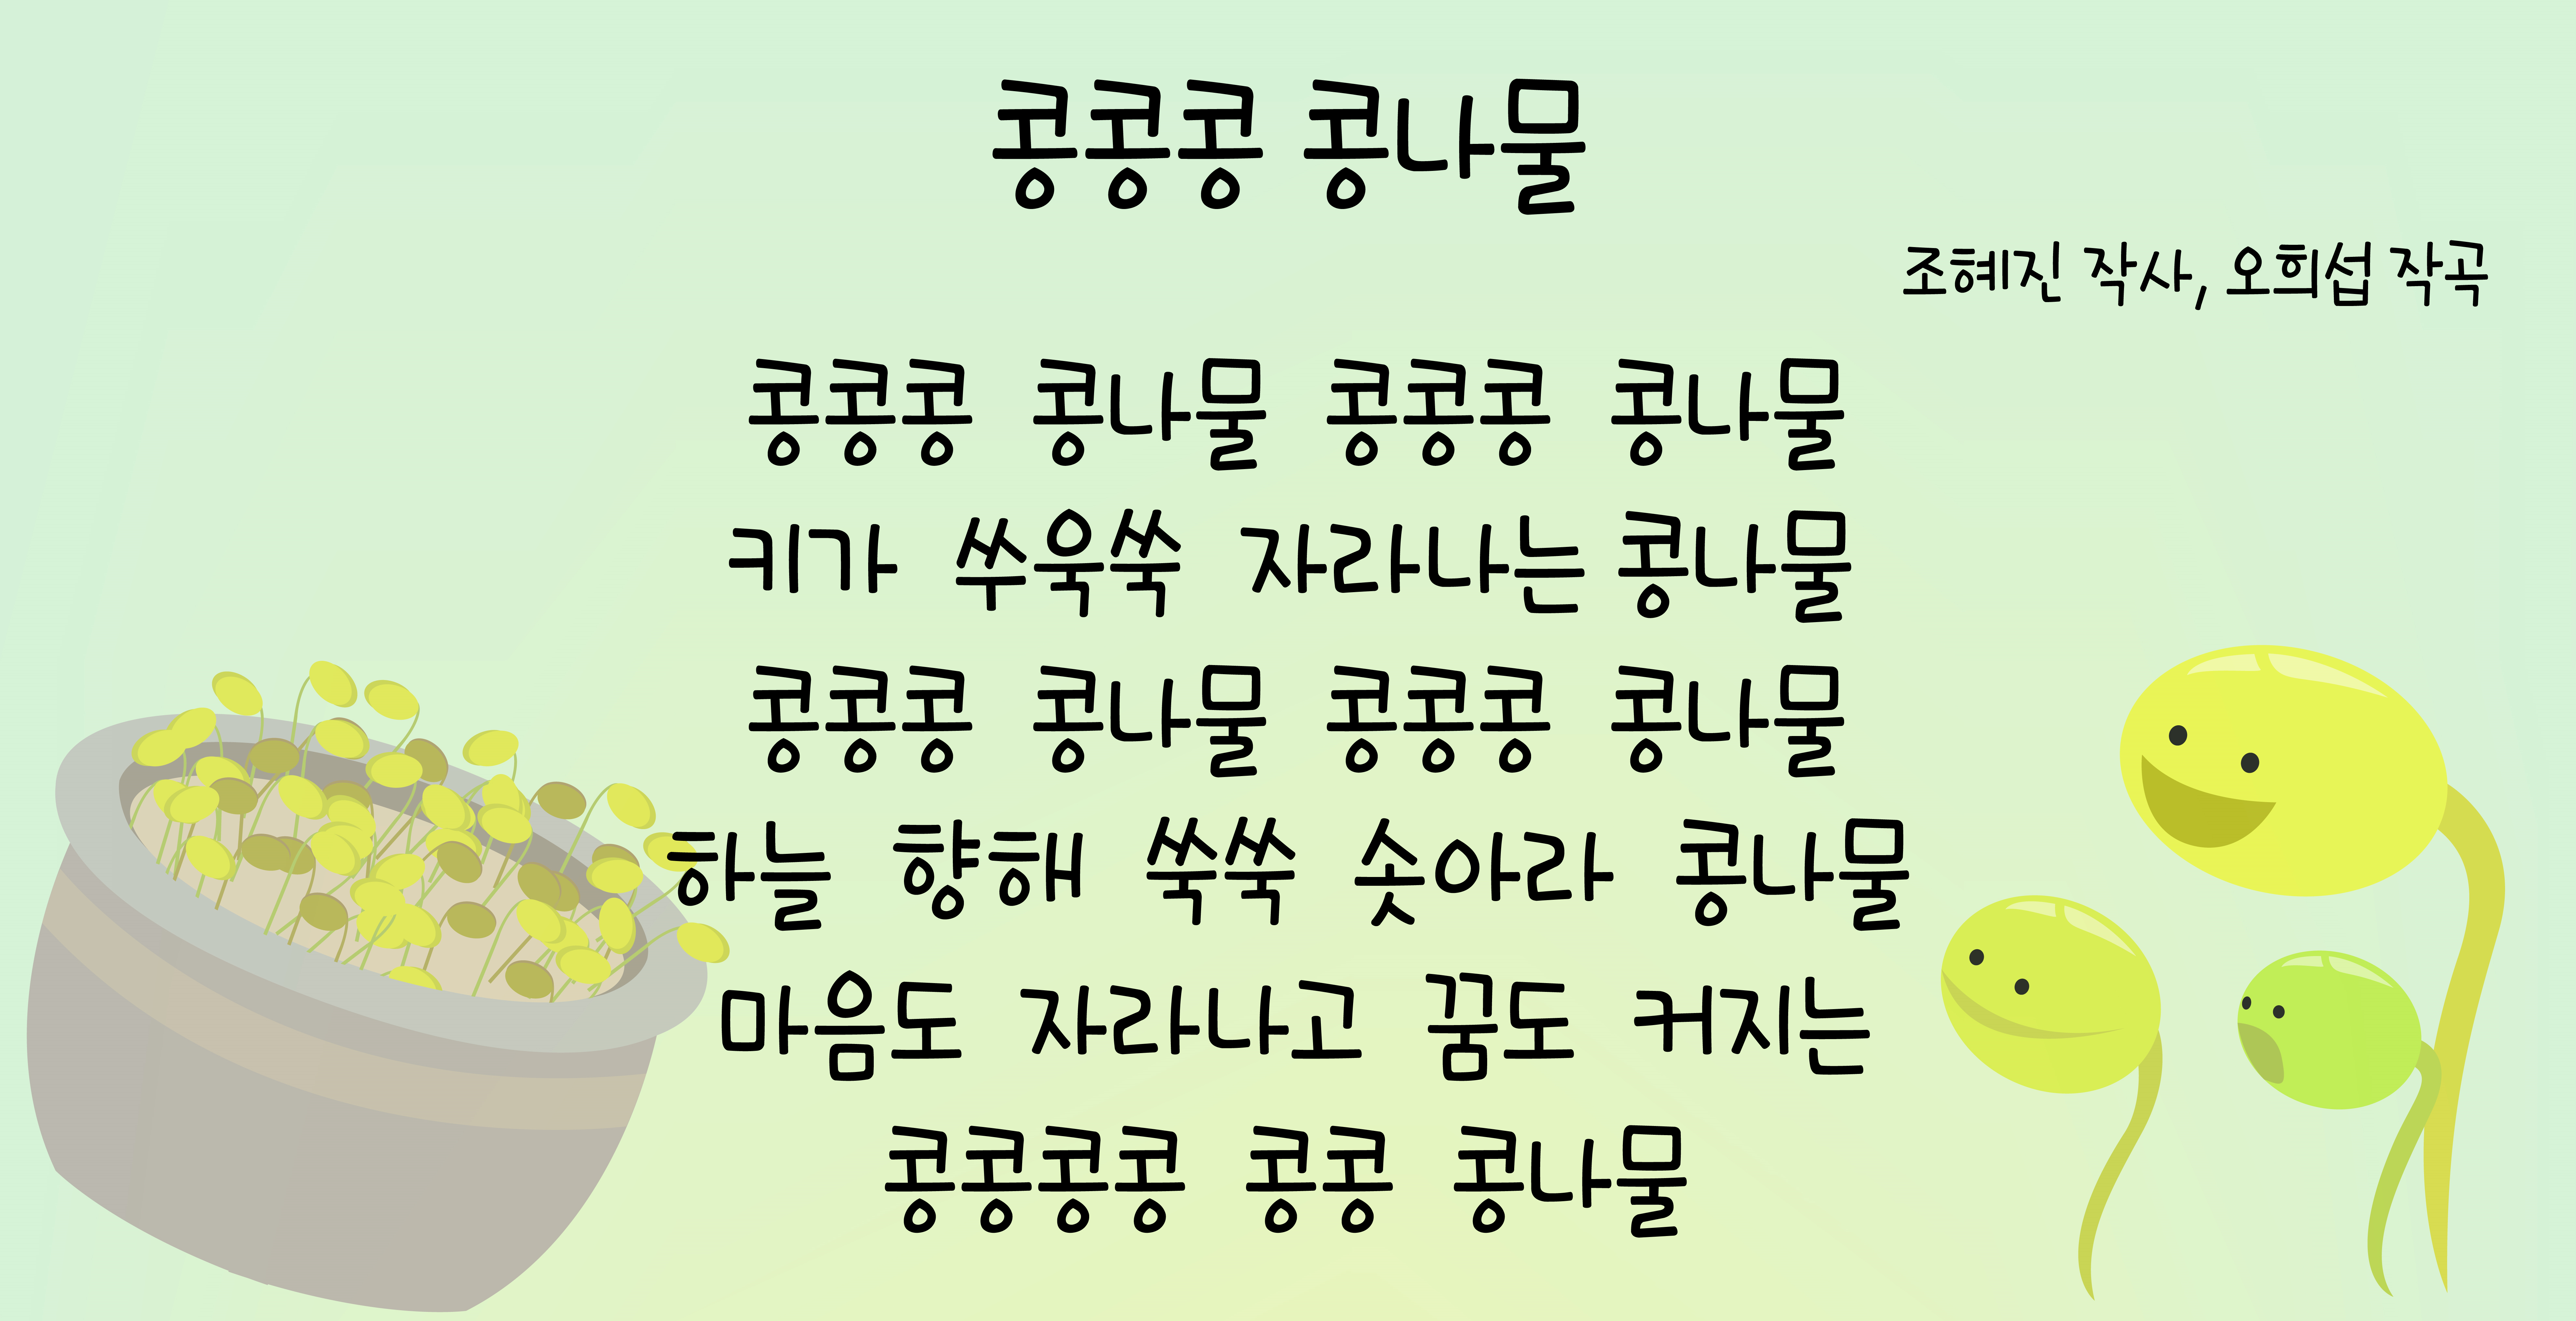 콩콩콩 콩나물
조혜진 작사, 오희섭 작곡
콩콩콩 콩나물 콩콩콩 콩나물
키가 쑤욱쑥 자라나는 콩나물
콩콩콩 콩나물 콩콩콩 콩나물
하늘 향해 쑥쑥 솟아라 콩나물
마음도 자라나고 꿈도 커지는
콩콩콩콩 콩콩 콩나물